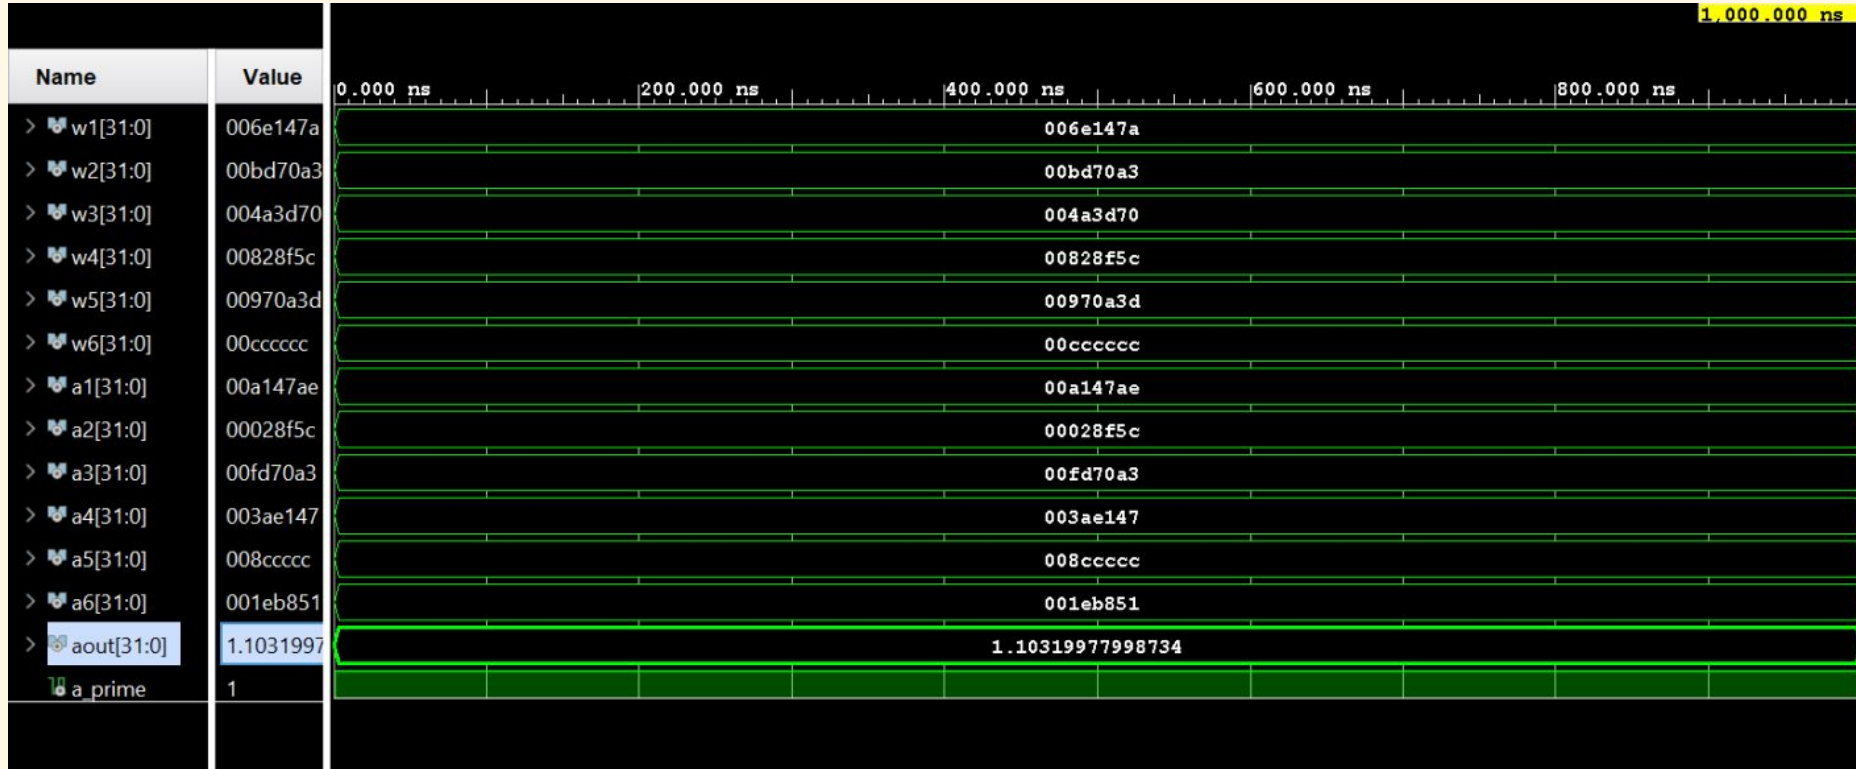 1,000.000 ns
Name Value 0.000 ns 200.000 ns 400.000 ns 600.000 ns 800.000 ns
w1[31:0] 006e147a 006e147a
w2[31:0] 00bd70a3 00bd70a3
w3[31:0] 004a3d70 004a3d70
w4[31:0] 00828f5c 00828f5c
w5[31:0] 00970a3d 00970a3d
w6[31:0] 00cccccc 00cccccc
a1[31:0] 00a147ae 00a147ae
a2[31:0] 00028f5c 00028f5c
a3[31:0] 00fd70a3 00fd70a3
a4[31:0] 003ae147 003ae147
a5[31:0] 008ccccc 008ccccc
a6[31:0] 001eb851 001eb851
aout[31:0] 1.1031997 1.10319977998734
a_prime 1